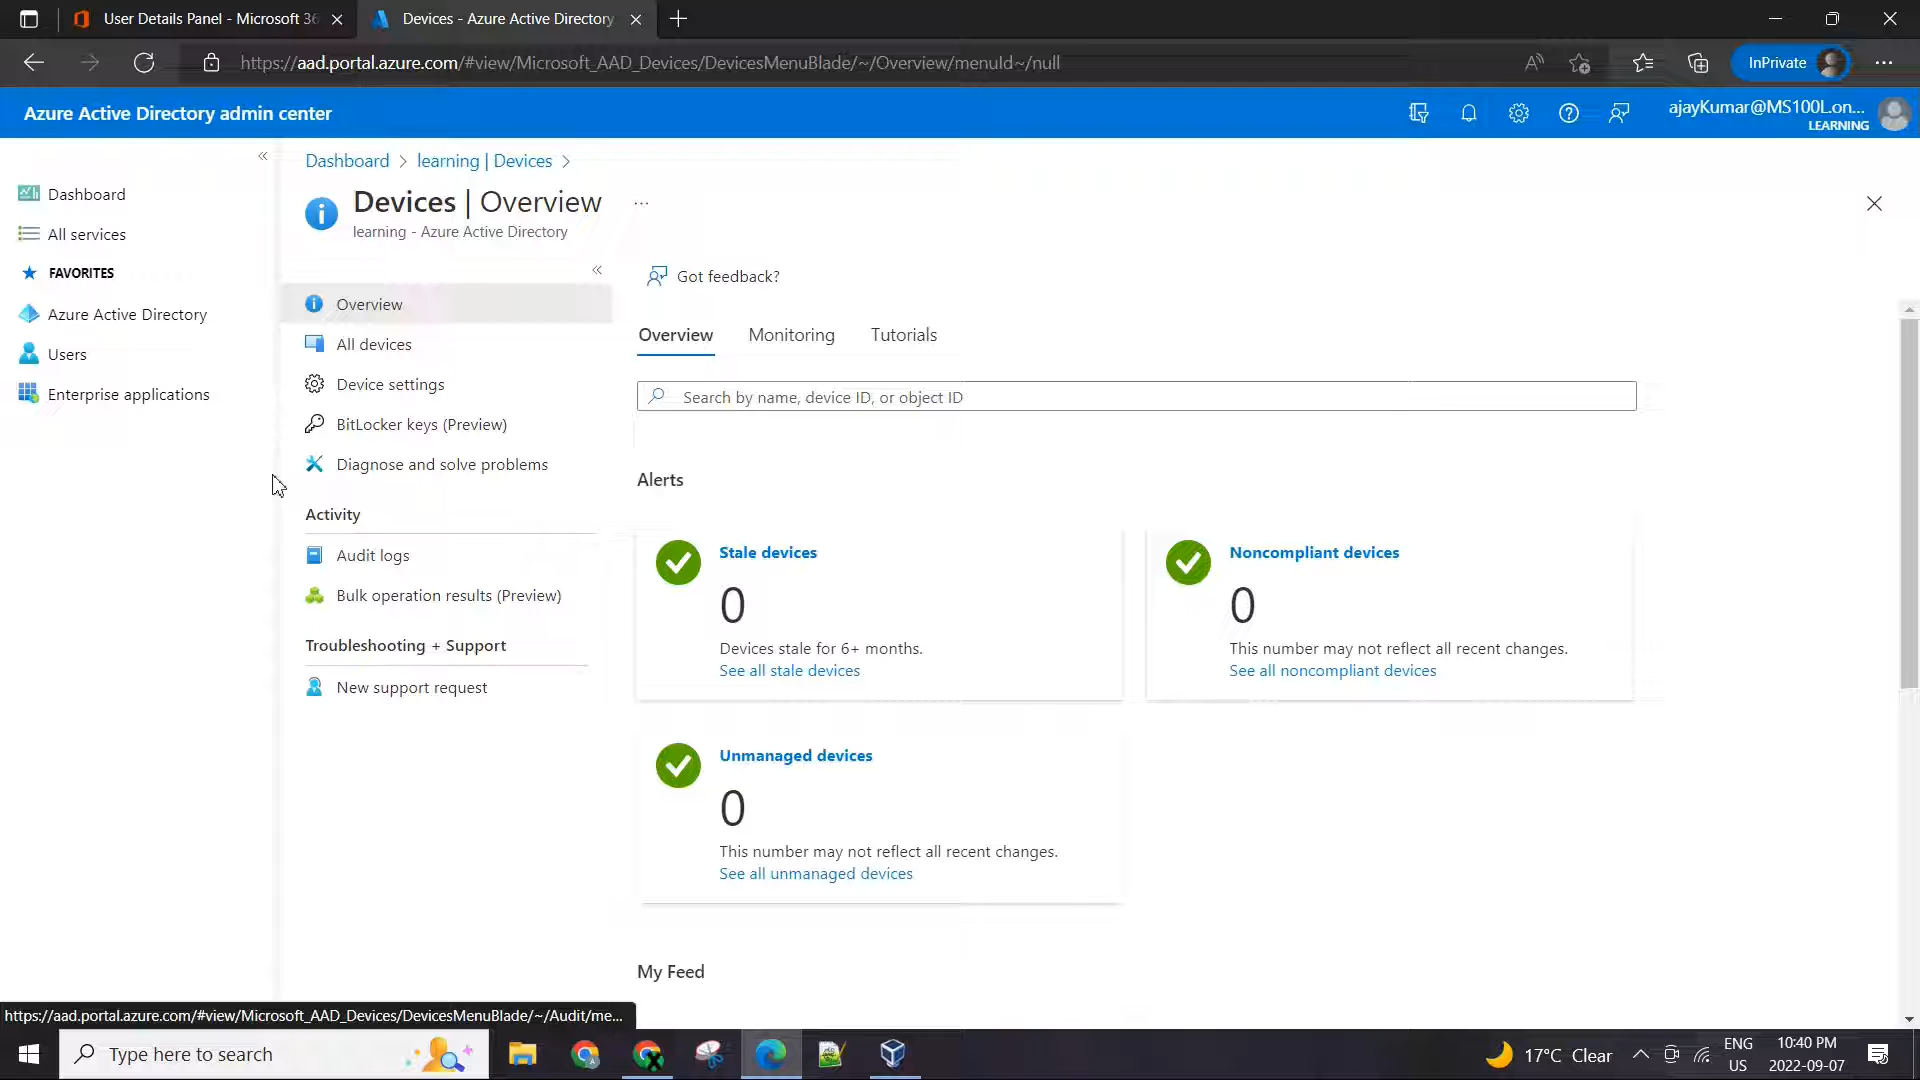 User Details Panel - Microsoft 36
Devices - Azure Active Directory
https://aad.portal.azure.com/#view/Microsoft_AAD_Devices/DevicesMenuBlade/~/Overview/menuId~/null
InPrivate
Azure Active Directory admin center
ajayKumar@MS100L.on...
LEARNING
Dashboard
All services
FAVORITES
Azure Active Directory
Users
Enterprise applications
Dashboard > learning | Devices >
Devices | Overview ...
learning - Azure Active Directory
Overview
All devices
Device settings
BitLocker keys (Preview)
Diagnose and solve problems
Activity
Audit logs
Bulk operation results (Preview)
Troubleshooting + Support
New support request
Got feedback?
Overview Monitoring Tutorials
Search by name, device ID, or object ID
Alerts
Stale devices
0
Devices stale for 6+ months.
See all stale devices
Noncompliant devices
0
This number may not reflect all recent changes.
See all noncompliant devices
Unmanaged devices
0
This number may not reflect all recent changes.
See all unmanaged devices
My Feed
https://aad.portal.azure.com/#view/Microsoft_AAD_Devices/DevicesMenuBlade/~/Audit/me...
Type here to search
17°C Clear
ENG
US
10:40 PM
2022-09-07